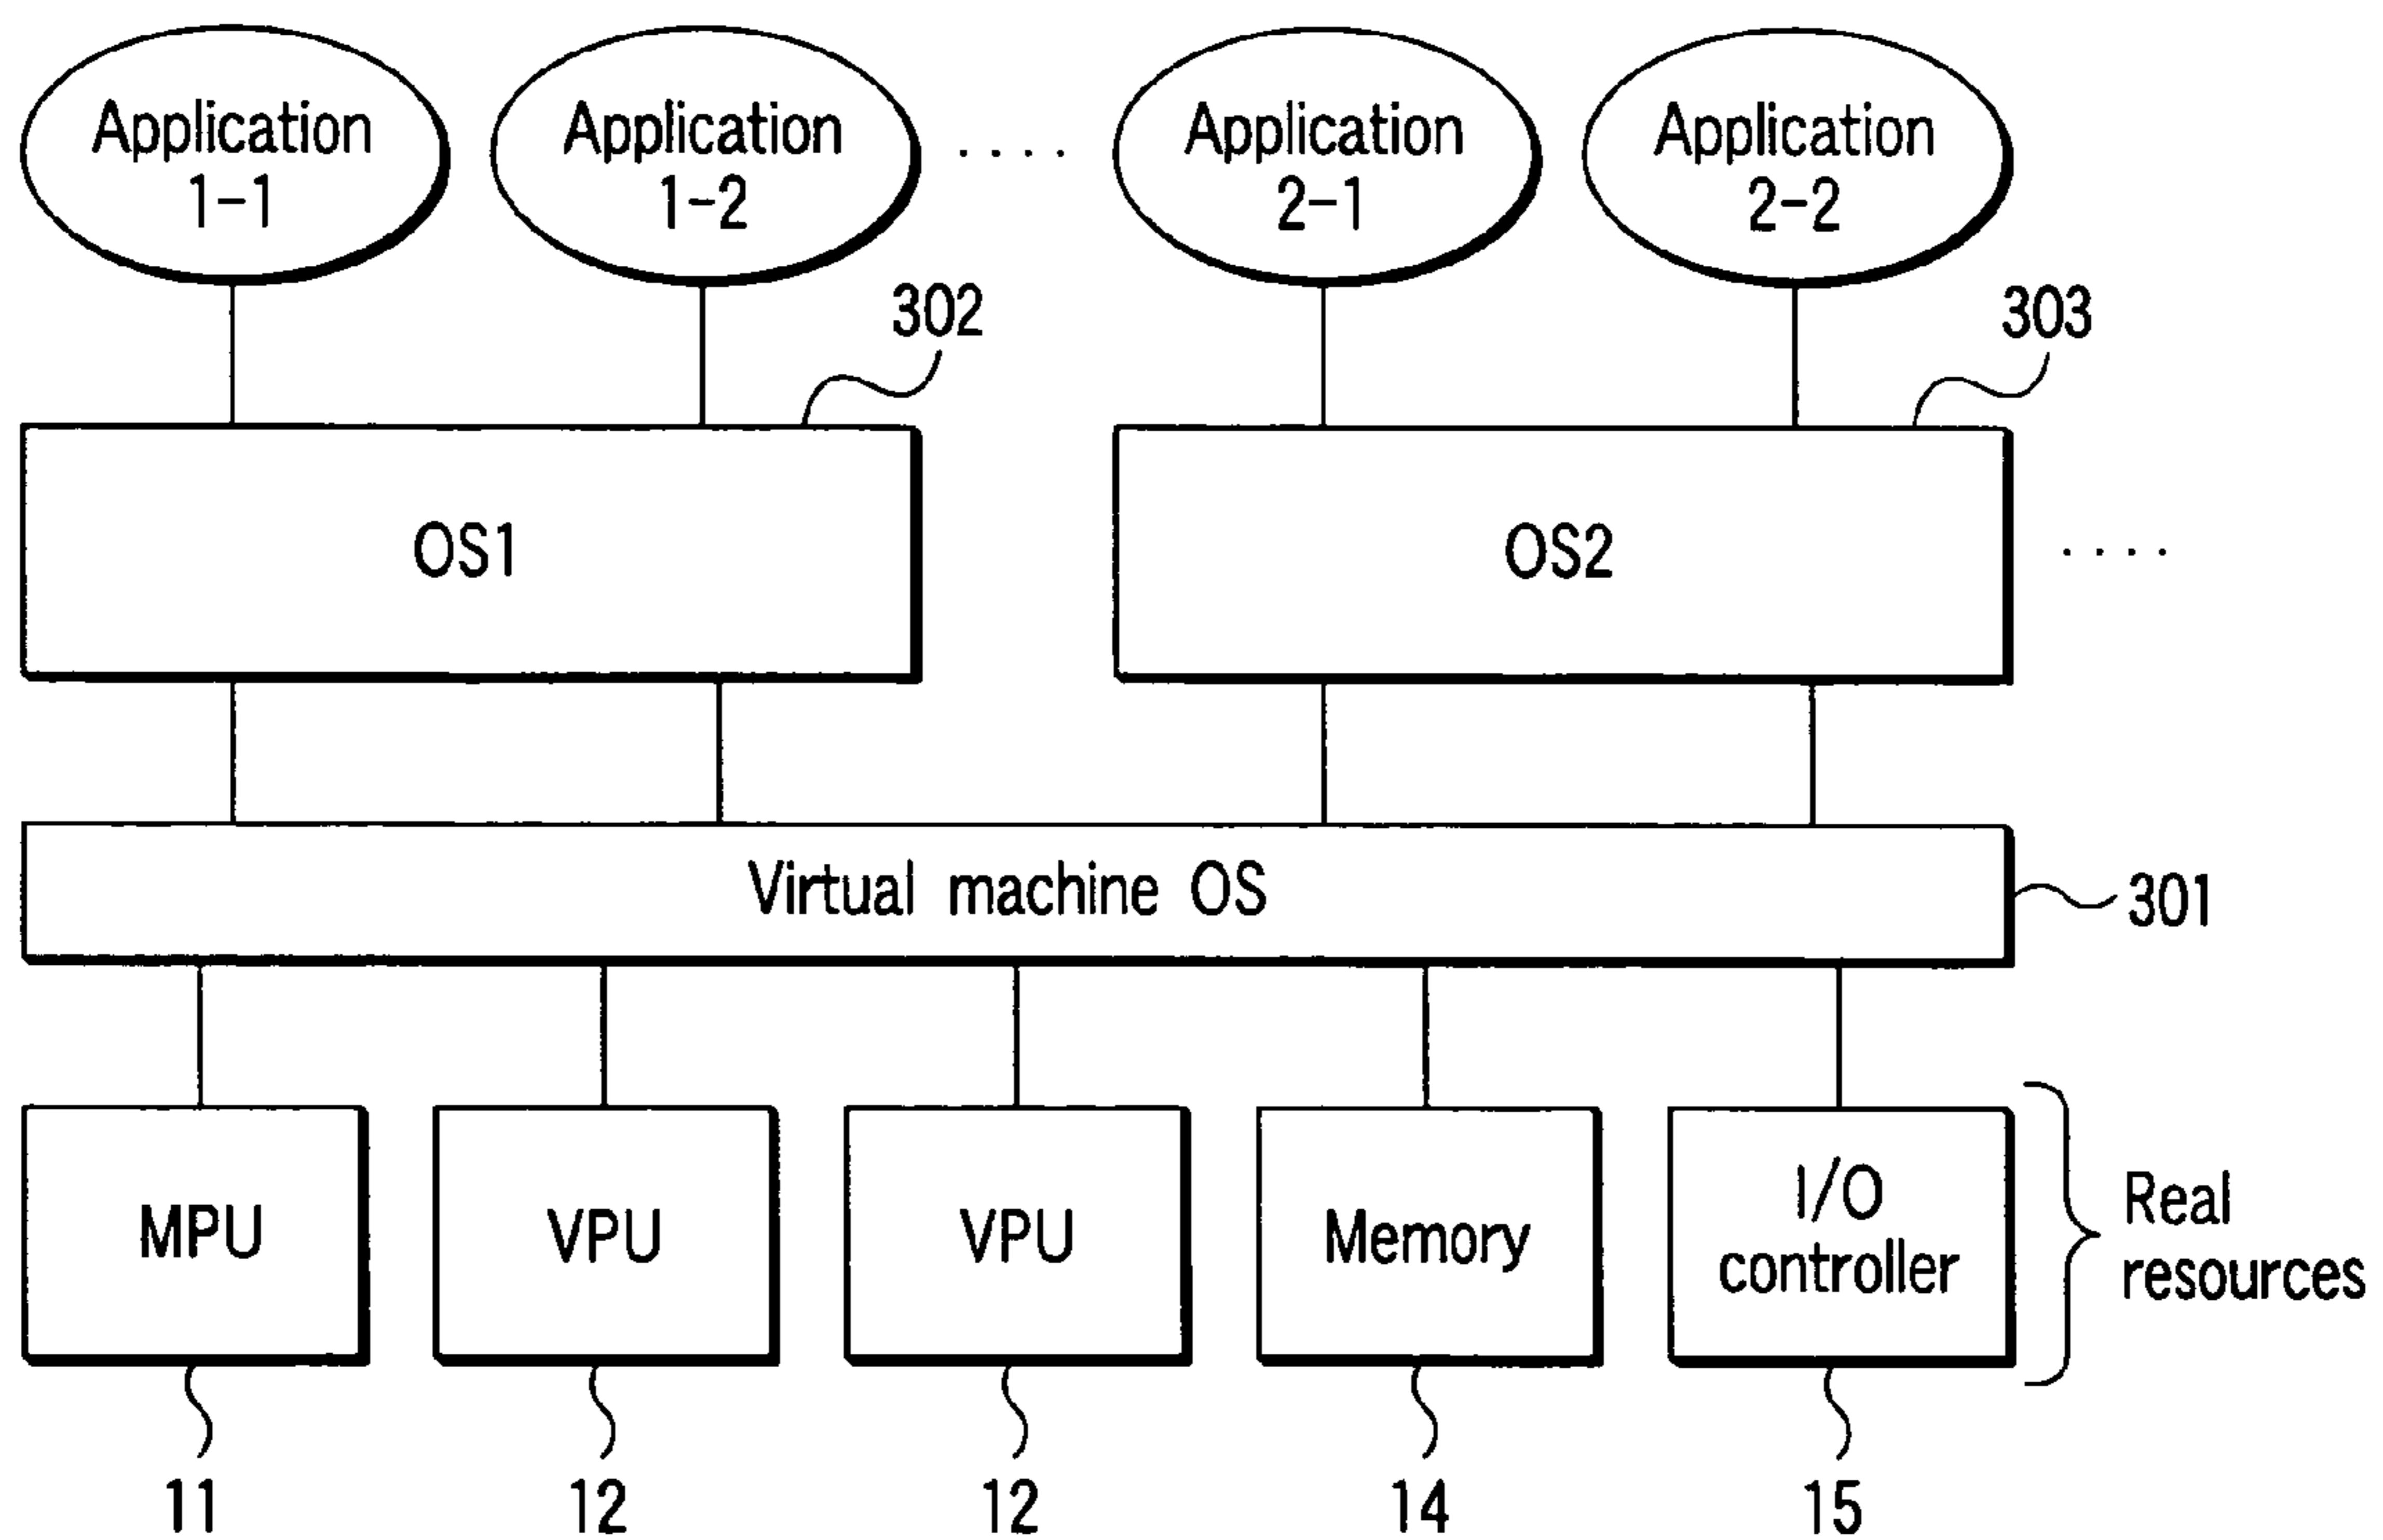 Application
1-1
Application
1-2
....
Application
2-1
Application
2-2
302
303
OS1
OS2
....
Virtual machine OS
301
MPU
VPU
VPU
Memory
I/O
controller
Real
resources
11
12
12
14
15